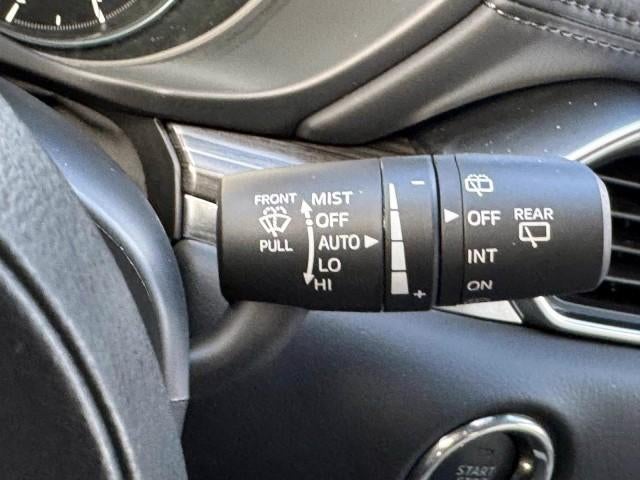 FRONT
PULL
MIST
OFF
AUTO
LO
HI
−
+
OFF
INT
ON
REAR
START